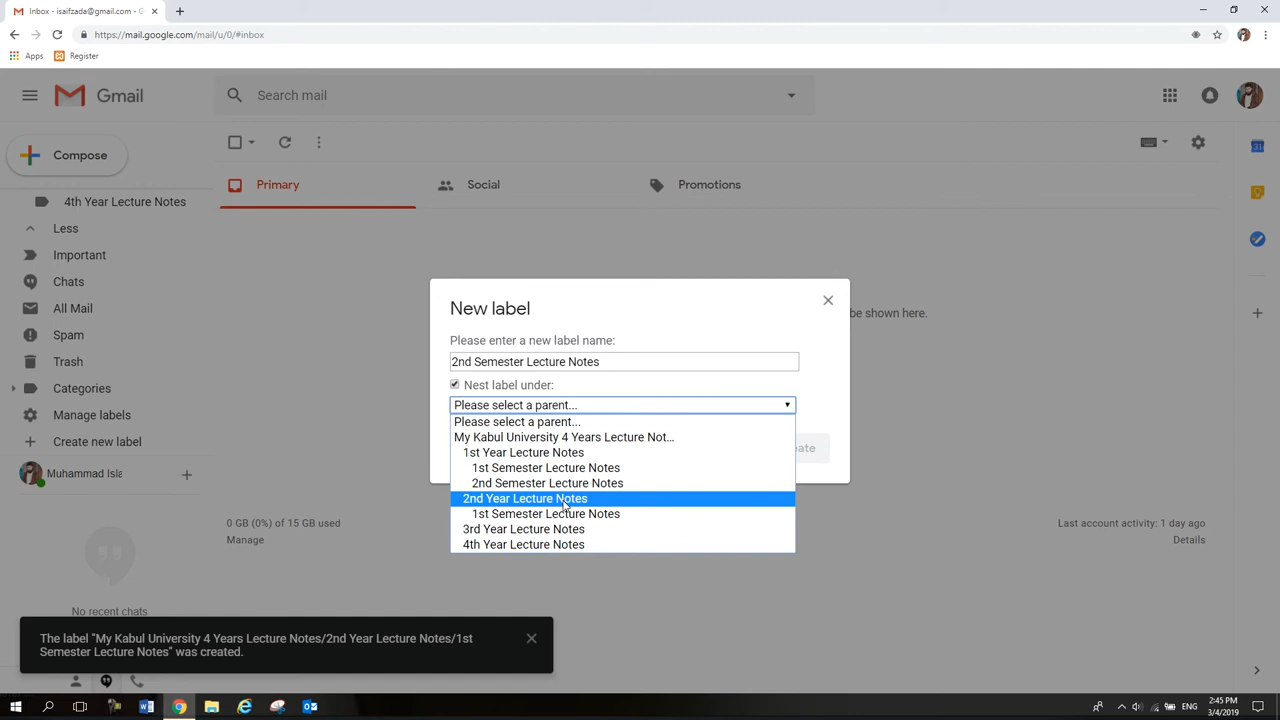 Inbox - isaifzada@gmail.com - 
https://mail.google.com/mail/u/0/#inbox
Apps
Register
Gmail
Search mail
Compose
Primary
Social
Promotions
4th Year Lecture Notes
Less
Important
Chats
All Mail
Spam
Trash
Categories
Manage labels
Create new label
Muhammad Isla
be shown here.
New label
Please enter a new label name:
2nd Semester Lecture Notes
Nest label under:
Please select a parent...
Please select a parent...
My Kabul University 4 Years Lecture Not...
1st Year Lecture Notes
1st Semester Lecture Notes
2nd Semester Lecture Notes
2nd Year Lecture Notes
1st Semester Lecture Notes
3rd Year Lecture Notes
4th Year Lecture Notes
eate
0 GB (0%) of 15 GB used
Manage
Last account activity: 1 day ago
Details
31
No recent chats
The label "My Kabul University 4 Years Lecture Notes/2nd Year Lecture Notes/1st
Semester Lecture Notes" was created.
ENG
2:45 PM
3/4/2019